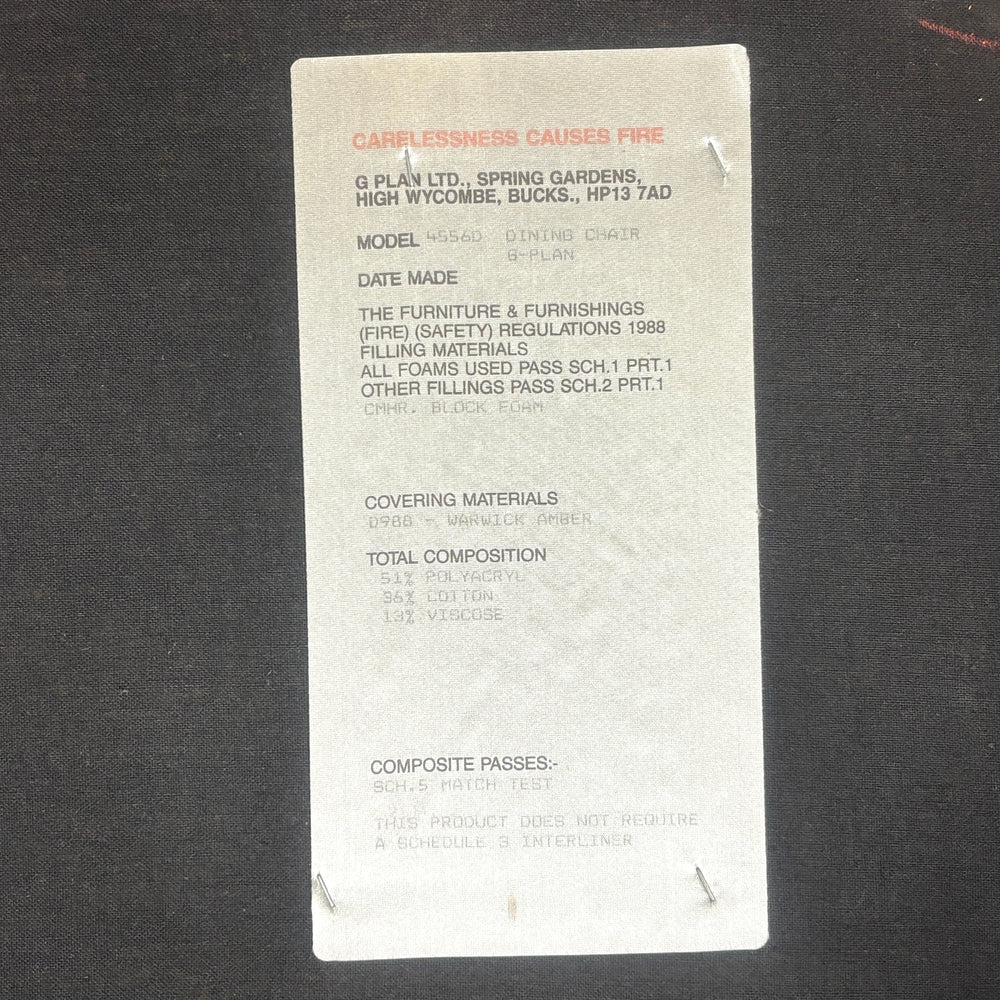 CARELESSNESS CAUSES FIRE
G PLAN LTD., SPRING GARDENS,
HIGH WYCOMBE, BUCKS., HP13 7AD
MODEL 4556D DINING CHAIR
G-PLAN
DATE MADE
THE FURNITURE & FURNISHINGS
(FIRE) (SAFETY) REGULATIONS 1988
FILLING MATERIALS
ALL FOAMS USED PASS SCH.1 PRT.1
OTHER FILLINGS PASS SCH.2 PRT.1
CMHR. BLOCK FOAM
COVERING MATERIALS
D988 - WARWICK AMBER
TOTAL COMPOSITION
51% POLYACRYL
36% COTTON
13% VISCOSE
COMPOSITE PASSES:-
SCH.5 MATCH TEST
THIS PRODUCT DOES NOT REQUIRE
A SCHEDULE 3 INTERLINER